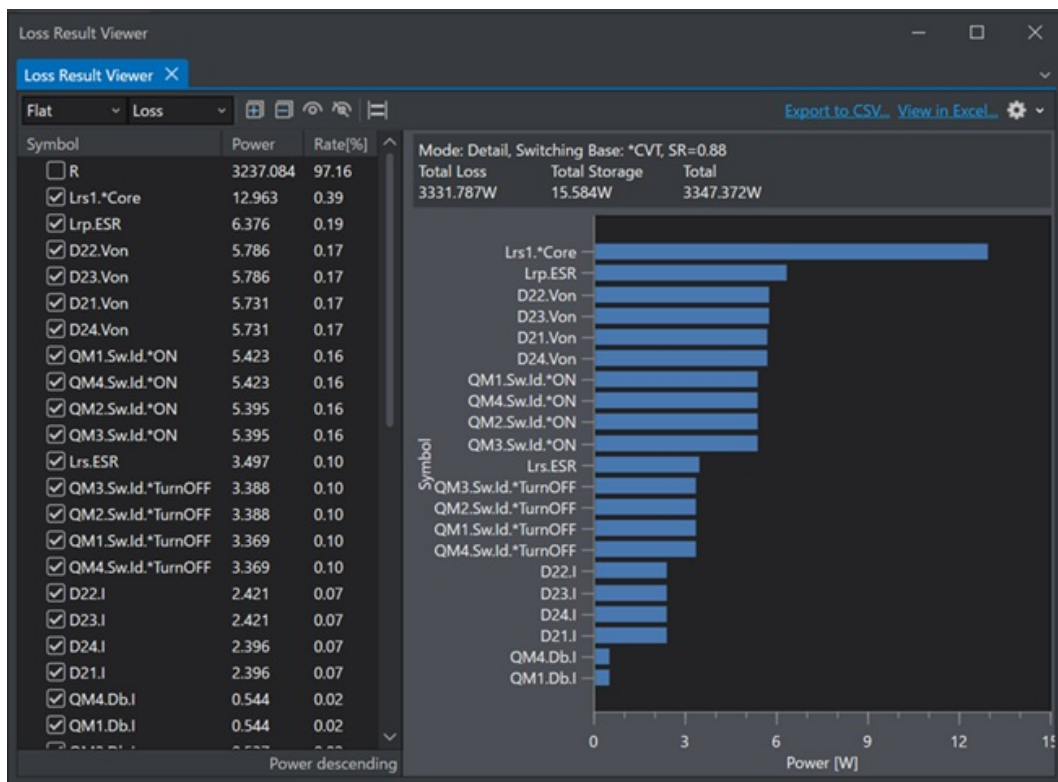 Loss Result Viewer
Loss Result Viewer
Flat Loss Export to CSV... View in Excel...
Symbol Power Rate[%]
R 3237.084 97.16
Lrs1.*Core 12.963 0.39
Lrp.ESR 6.376 0.19
D22.Von 5.786 0.17
D23.Von 5.786 0.17
D21.Von 5.731 0.17
D24.Von 5.731 0.17
QM1.Sw.Id.*ON 5.423 0.16
QM4.Sw.Id.*ON 5.423 0.16
QM2.Sw.Id.*ON 5.395 0.16
QM3.Sw.Id.*ON 5.395 0.16
Lrs.ESR 3.497 0.10
QM3.Sw.Id.*TurnOFF 3.388 0.10
QM2.Sw.Id.*TurnOFF 3.388 0.10
QM1.Sw.Id.*TurnOFF 3.369 0.10
QM4.Sw.Id.*TurnOFF 3.369 0.10
D22.I 2.421 0.07
D23.I 2.421 0.07
D24.I 2.396 0.07
D21.I 2.396 0.07
QM4.Db.I 0.544 0.02
QM1.Db.I 0.544 0.02
Power descending
Mode: Detail, Switching Base: *CVT, SR=0.88
Total Loss Total Storage Total
3331.787W 15.584W 3347.372W
Symbol
Lrs1.*Core
Lrp.ESR
D22.Von
D23.Von
D21.Von
D24.Von
QM1.Sw.Id.*ON
QM4.Sw.Id.*ON
QM2.Sw.Id.*ON
QM3.Sw.Id.*ON
Lrs.ESR
QM3.Sw.Id.*TurnOFF
QM2.Sw.Id.*TurnOFF
QM1.Sw.Id.*TurnOFF
QM4.Sw.Id.*TurnOFF
D22.I
D23.I
D24.I
D21.I
QM4.Db.I
QM1.Db.I
0 3 6 9 12 15
Power [W]